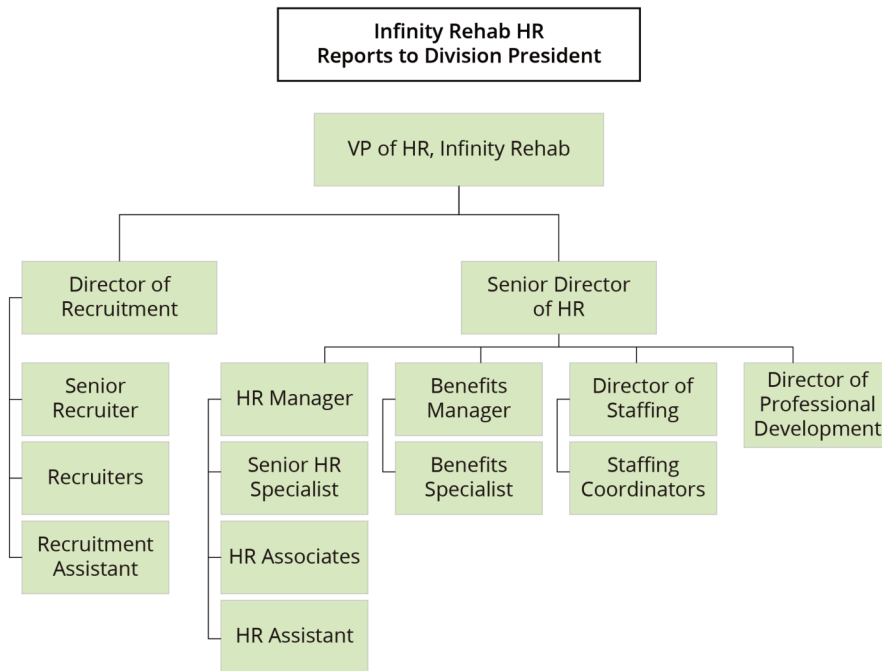 Infinity Rehab HR
Reports to Division President
VP of HR, Infinity Rehab
Director of
Recruitment
Senior Director
of HR
Senior
Recruiter
Recruiters
Recruitment
Assistant
HR Manager
Senior HR
Specialist
HR Associates
HR Assistant
Benefits
Manager
Benefits
Specialist
Director of
Staffing
Staffing
Coordinators
Director of
Professional
Development